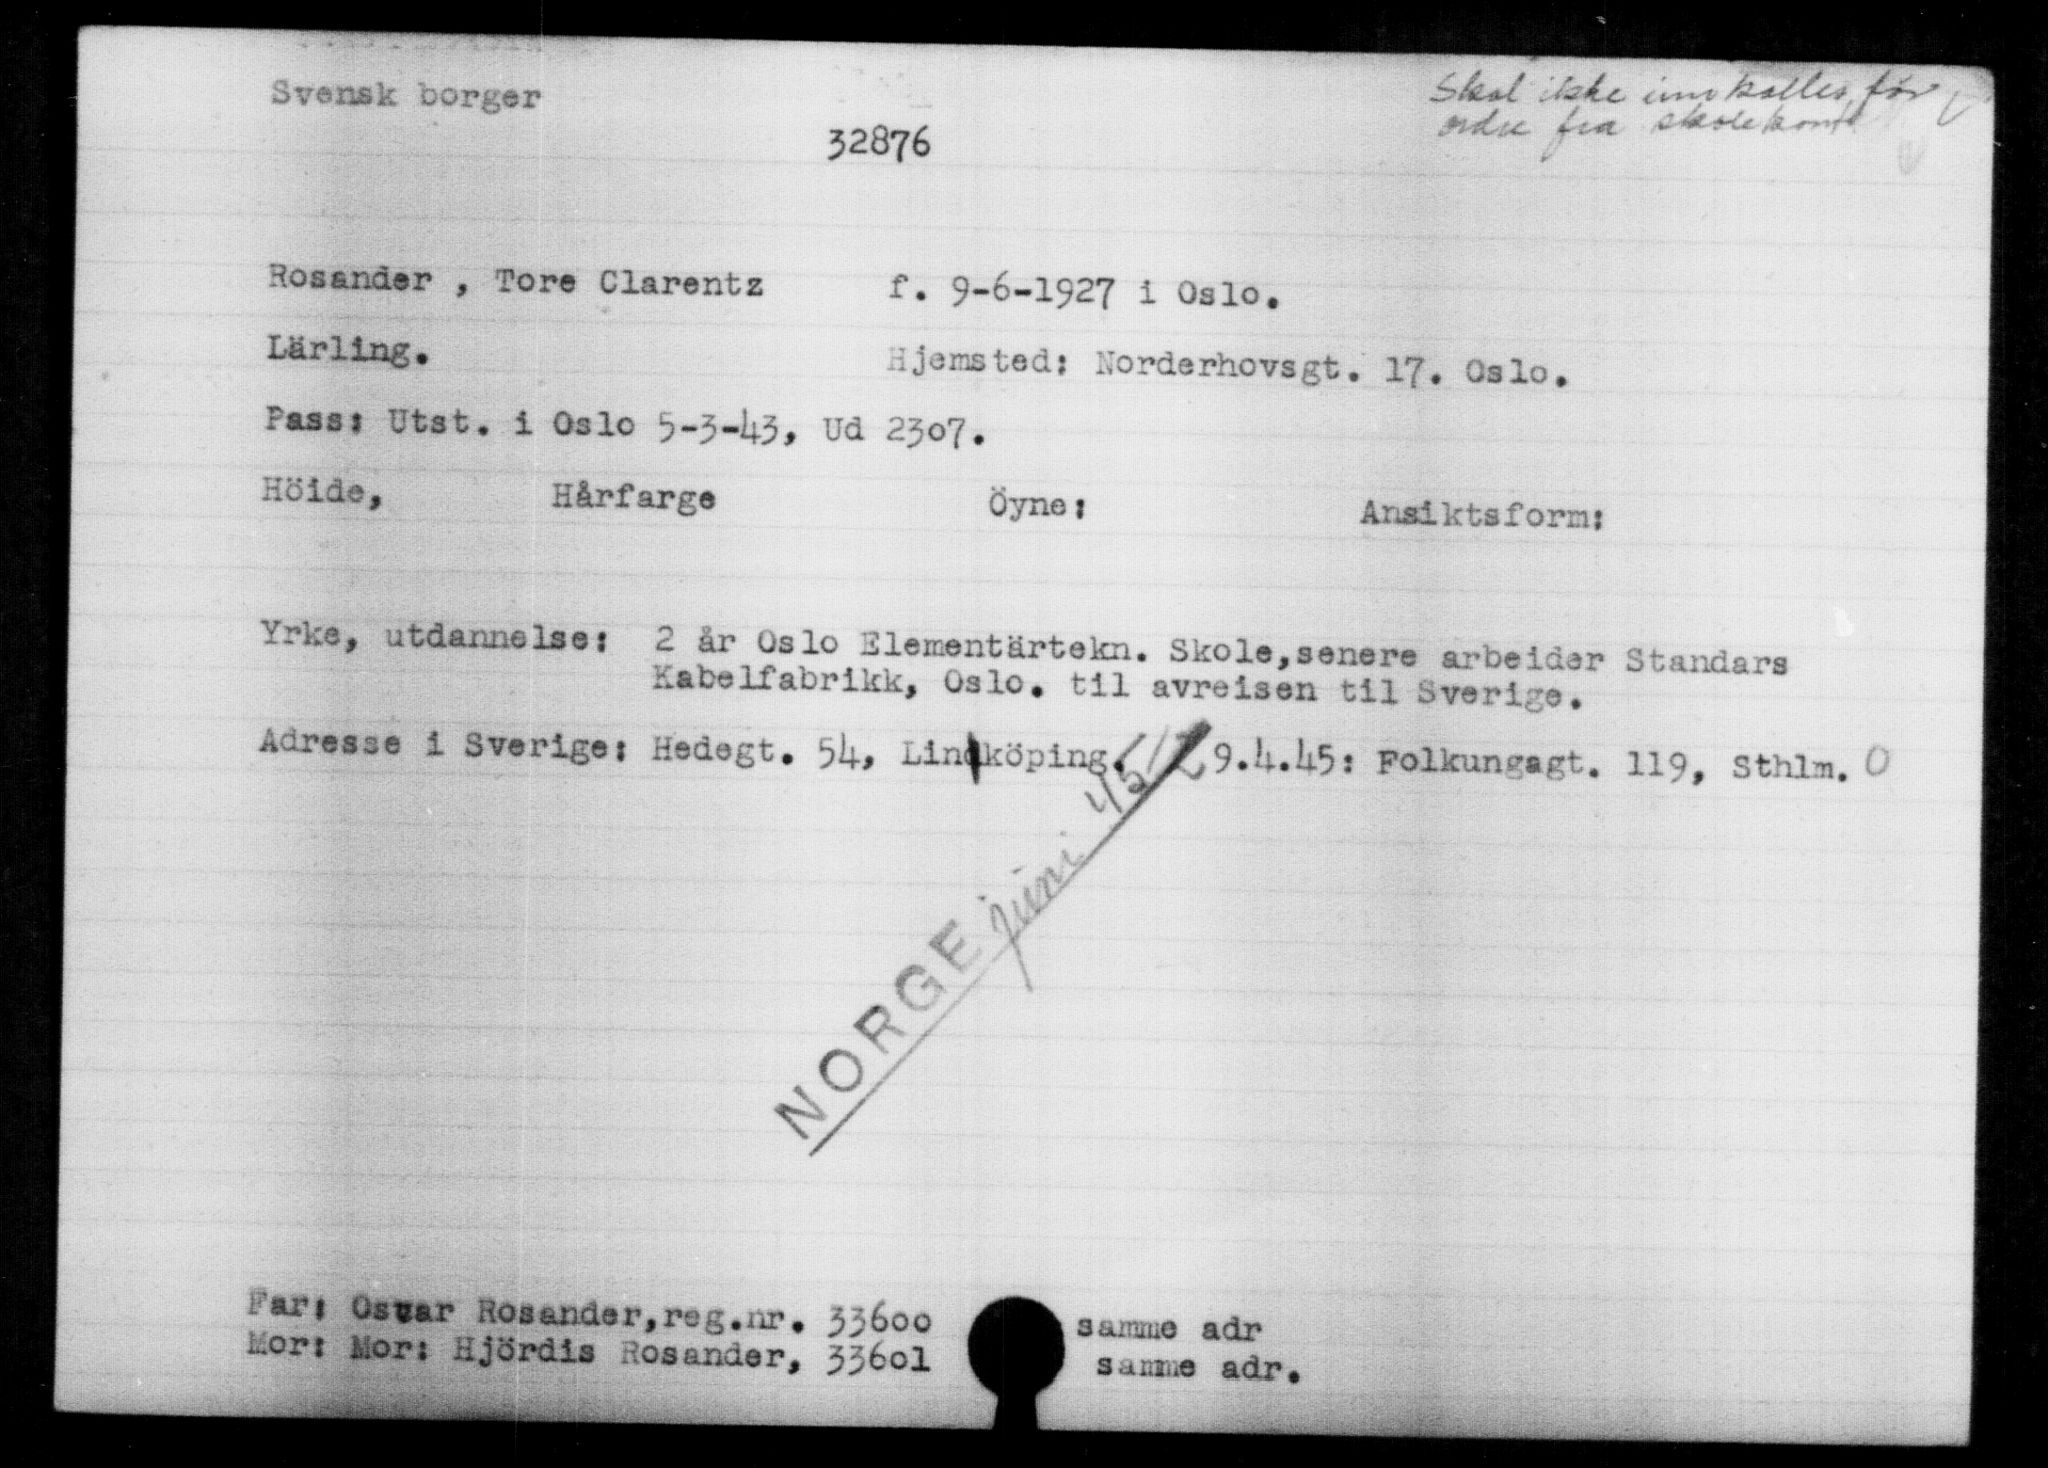 Svensk borger
Skal ikke innkalles før
ordre fra skolekont
32876
Rosander , Tore Clarentz f. 9-6-1927 i Oslo.
Lärling. Hjemsted: Norderhovsgt. 17. Oslo.
Pass: Utst. i Oslo 5-3-43, Ud 2307.
Höide, Hårfarge Öyne: Ansiktsform:
Yrke, utdannelse: 2 år Oslo Elementärtekn. Skole,senere arbeider Standars
Kabelfabrikk, Oslo. til avreisen til Sverige.
Adresse i Sverige: Hedegt. 54, Linköping. 9.4.45: Folkungagt. 119, Sthlm. O
NORGE juni 45
Far: Oscar Rosander,reg.nr. 33600 samme adr
Mor: Mor: Hjördis Rosander, 33601 samme adr.